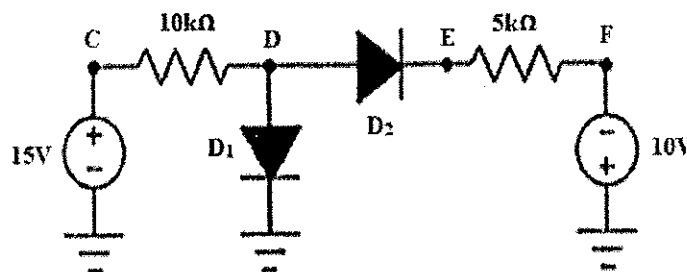 10kΩ 5kΩ
C D E F
15V + - D₁ D₂ - + 10V